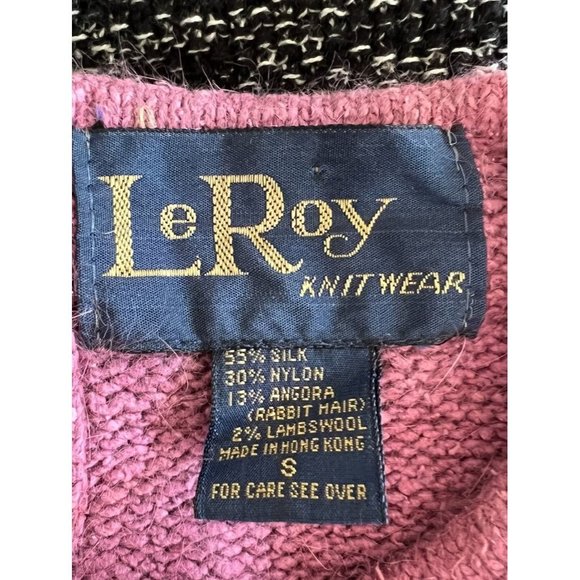 LeRoy
KNITWEAR
55% SILK
30% NYLON
13% ANGORA
(RABBIT HAIR)
2% LAMBSWOOL
MADE IN HONG KONG
S
FOR CARE SEE OVER